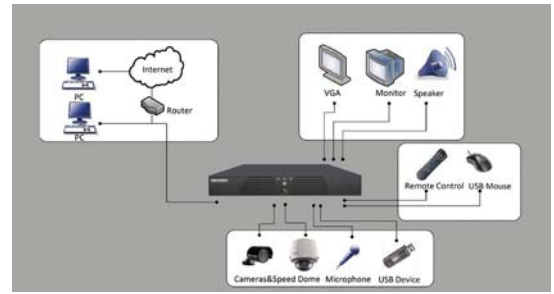 Internet
PC
Router
PC
VGA Monitor Speaker
Remote Control USB Mouse
Cameras&Speed Dome Microphone USB Device